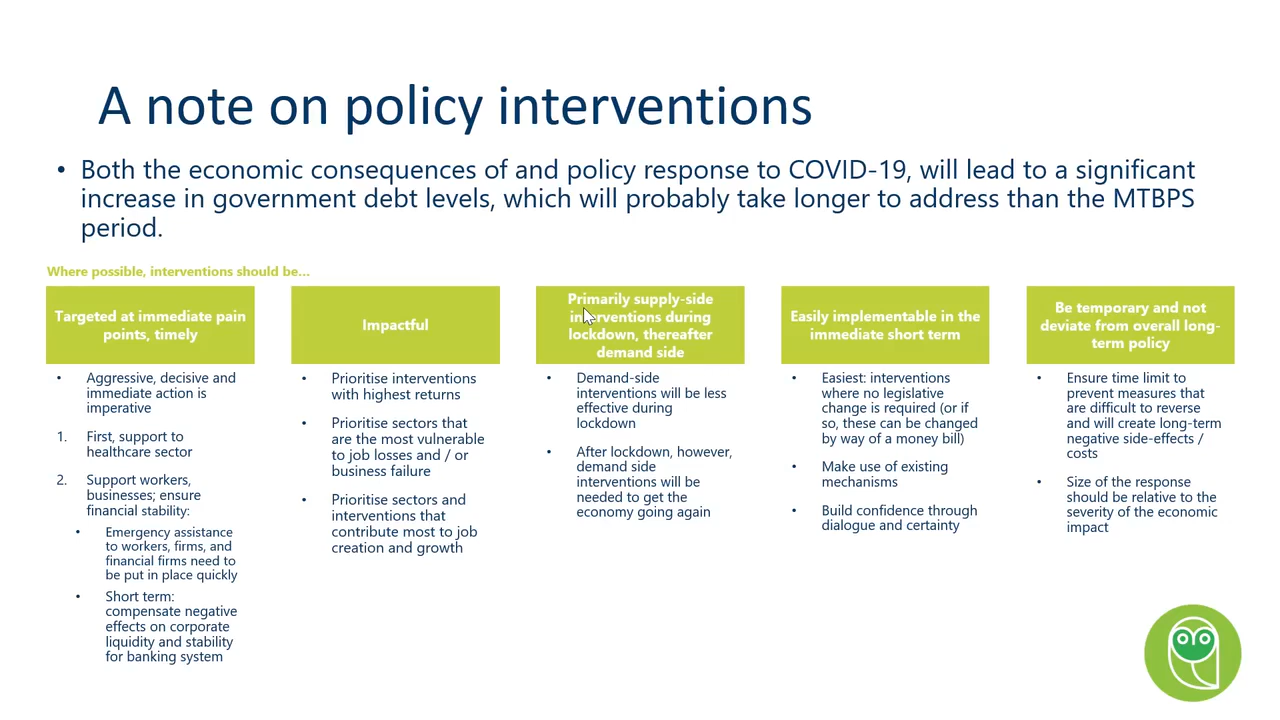 A note on policy interventions
• Both the economic consequences of and policy response to COVID-19, will lead to a significant
increase in government debt levels, which will probably take longer to address than the MTBPS
period.
Where possible, interventions should be...
Targeted at immediate pain
points, timely
• Aggressive, decisive and
immediate action is
imperative
1. First, support to
healthcare sector
2. Support workers,
businesses; ensure
financial stability:
• Emergency assistance
to workers, firms, and
financial firms need to
be put in place quickly
• Short term:
compensate negative
effects on corporate
liquidity and stability
for banking system
Impactful
• Prioritise interventions
with highest returns
• Prioritise sectors that
are the most vulnerable
to job losses and / or
business failure
• Prioritise sectors and
interventions that
contribute most to job
creation and growth
Primarily supply-side
interventions during
lockdown, thereafter
demand side
• Demand-side
interventions will be less
effective during
lockdown
• After lockdown, however,
demand side
interventions will be
needed to get the
economy going again
Easily implementable in the
immediate short term
• Easiest: interventions
where no legislative
change is required (or if
so, these can be changed
by way of a money bill)
• Make use of existing
mechanisms
• Build confidence through
dialogue and certainty
Be temporary and not
deviate from overall long-
term policy
• Ensure time limit to
prevent measures that
are difficult to reverse
and will create long-term
negative side-effects /
costs
• Size of the response
should be relative to the
severity of the economic
impact